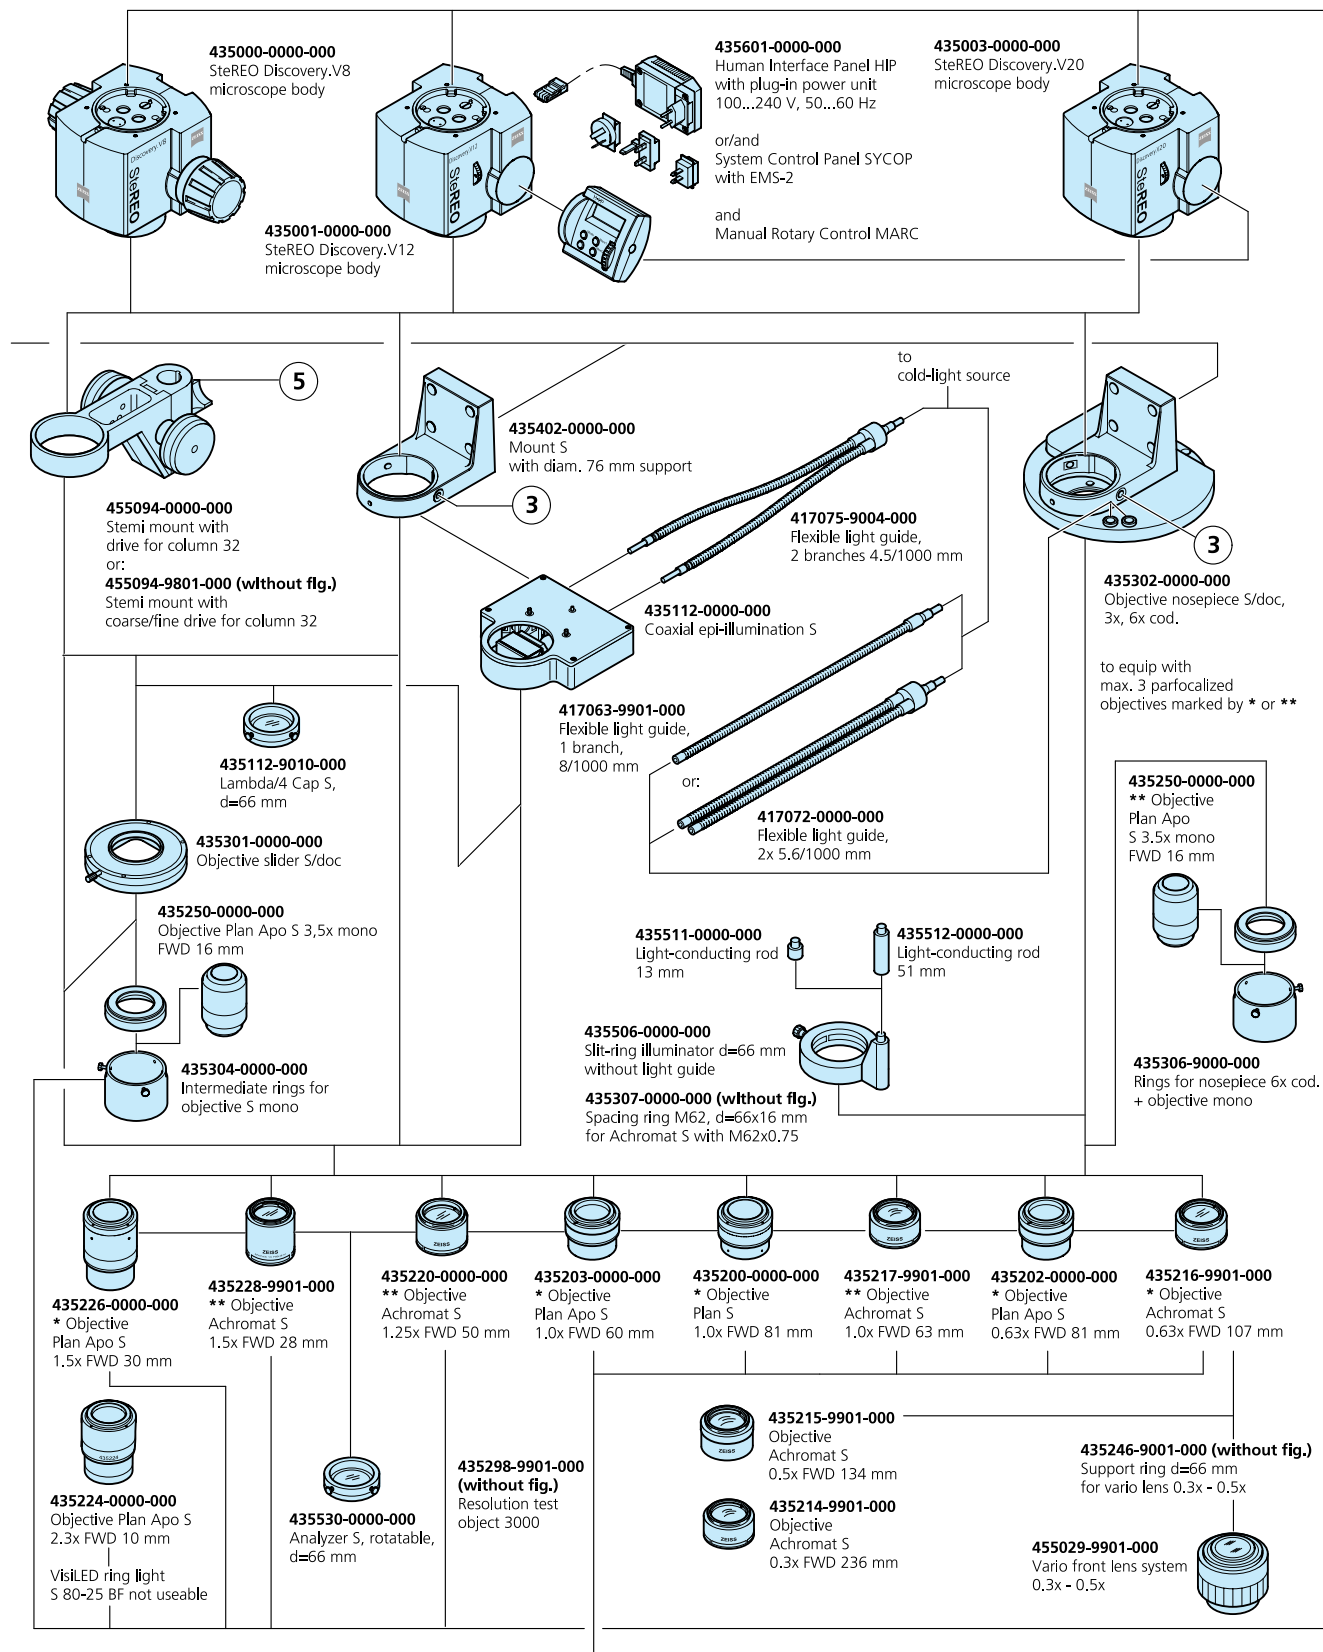 435000-0000-000
SteREO Discovery.V8
microscope body
435601-0000-000
Human Interface Panel HIP
with plug-in power unit
100...240 V, 50...60 Hz
or/and
System Control Panel SYCOP
with EMS-2
and
Manual Rotary Control MARC
435003-0000-000
SteREO Discovery.V20
microscope body
Discovery.V8
SteREO
ZEISS
Discovery.V12
SteREO
ZEISS
Discovery.V20
SteREO
ZEISS
435001-0000-000
SteREO Discovery.V12
microscope body
5
to
cold-light source
435402-0000-000
Mount S
with diam. 76 mm support
3
455094-0000-000
Stemi mount with
drive for column 32
or:
455094-9801-000 (without fig.)
Stemi mount with
coarse/fine drive for column 32
417075-9004-000
Flexible light guide,
2 branches 4.5/1000 mm
3
435302-0000-000
Objective nosepiece S/doc,
3x, 6x cod.
to equip with
max. 3 parfocalized
objectives marked by * or **
435112-0000-000
Coaxial epi-illumination S
417063-9901-000
Flexible light guide,
1 branch,
8/1000 mm
or:
417072-0000-000
Flexible light guide,
2x 5.6/1000 mm
435112-9010-000
Lambda/4 Cap S,
d=66 mm
435301-0000-000
Objective slider S/doc
435250-0000-000
Objective Plan Apo S 3,5x mono
FWD 16 mm
435250-0000-000
** Objective
Plan Apo
S 3.5x mono
FWD 16 mm
435511-0000-000
Light-conducting rod
13 mm
435512-0000-000
Light-conducting rod
51 mm
435506-0000-000
Slit-ring illuminator d=66 mm
without light guide
435307-0000-000 (without fig.)
Spacing ring M62, d=66x16 mm
for Achromat S with M62x0.75
435304-0000-000
Intermediate rings for
objective S mono
435306-9000-000
Rings for nosepiece 6x cod.
+ objective mono
ZEISS
ZEISS
ZEISS
ZEISS
435226-0000-000
* Objective
Plan Apo S
1.5x FWD 30 mm
435228-9901-000
** Objective
Achromat S
1.5x FWD 28 mm
435220-0000-000
** Objective
Achromat S
1.25x FWD 50 mm
435203-0000-000
* Objective
Plan Apo S
1.0x FWD 60 mm
435200-0000-000
* Objective
Plan S
1.0x FWD 81 mm
435217-9901-000
** Objective
Achromat S
1.0x FWD 63 mm
435202-0000-000
* Objective
Plan Apo S
0.63x FWD 81 mm
435216-9901-000
* Objective
Achromat S
0.63x FWD 107 mm
435224-0000-000
Objective Plan Apo S
2.3x FWD 10 mm
VisiLED ring light
S 80-25 BF not useable
435530-0000-000
Analyzer S, rotatable,
d=66 mm
435298-9901-000
(without fig.)
Resolution test
object 3000
ZEISS
435215-9901-000
Objective
Achromat S
0.5x FWD 134 mm
ZEISS
435214-9901-000
Objective
Achromat S
0.3x FWD 236 mm
435246-9001-000 (without fig.)
Support ring d=66 mm
for vario lens 0.3x - 0.5x
455029-9901-000
Vario front lens system
0.3x - 0.5x